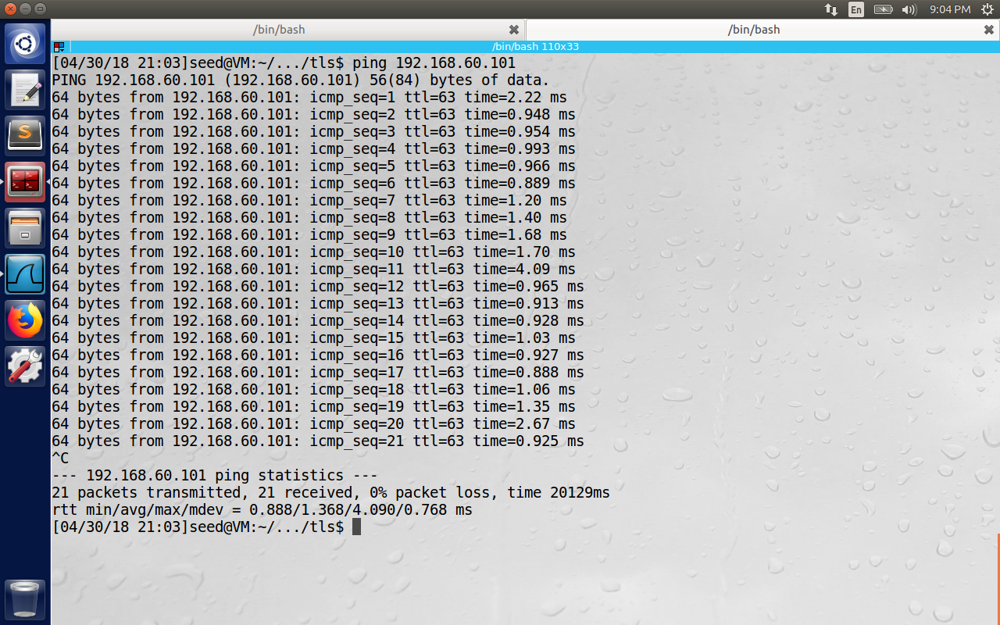 En 9:04 PM
/bin/bash /bin/bash
/bin/bash 110x33
[04/30/18 21:03]seed@VM:~/.../tls$ ping 192.168.60.101
PING 192.168.60.101 (192.168.60.101) 56(84) bytes of data.
64 bytes from 192.168.60.101: icmp_seq=1 ttl=63 time=2.22 ms
64 bytes from 192.168.60.101: icmp_seq=2 ttl=63 time=0.948 ms
64 bytes from 192.168.60.101: icmp_seq=3 ttl=63 time=0.954 ms
64 bytes from 192.168.60.101: icmp_seq=4 ttl=63 time=0.993 ms
64 bytes from 192.168.60.101: icmp_seq=5 ttl=63 time=0.966 ms
64 bytes from 192.168.60.101: icmp_seq=6 ttl=63 time=0.889 ms
64 bytes from 192.168.60.101: icmp_seq=7 ttl=63 time=1.20 ms
64 bytes from 192.168.60.101: icmp_seq=8 ttl=63 time=1.40 ms
64 bytes from 192.168.60.101: icmp_seq=9 ttl=63 time=1.68 ms
64 bytes from 192.168.60.101: icmp_seq=10 ttl=63 time=1.70 ms
64 bytes from 192.168.60.101: icmp_seq=11 ttl=63 time=4.09 ms
64 bytes from 192.168.60.101: icmp_seq=12 ttl=63 time=0.965 ms
64 bytes from 192.168.60.101: icmp_seq=13 ttl=63 time=0.913 ms
64 bytes from 192.168.60.101: icmp_seq=14 ttl=63 time=0.928 ms
64 bytes from 192.168.60.101: icmp_seq=15 ttl=63 time=1.03 ms
64 bytes from 192.168.60.101: icmp_seq=16 ttl=63 time=0.927 ms
64 bytes from 192.168.60.101: icmp_seq=17 ttl=63 time=0.888 ms
64 bytes from 192.168.60.101: icmp_seq=18 ttl=63 time=1.06 ms
64 bytes from 192.168.60.101: icmp_seq=19 ttl=63 time=1.35 ms
64 bytes from 192.168.60.101: icmp_seq=20 ttl=63 time=2.67 ms
64 bytes from 192.168.60.101: icmp_seq=21 ttl=63 time=0.925 ms
^C
--- 192.168.60.101 ping statistics ---
21 packets transmitted, 21 received, 0% packet loss, time 20129ms
rtt min/avg/max/mdev = 0.888/1.368/4.090/0.768 ms
[04/30/18 21:03]seed@VM:~/.../tls$